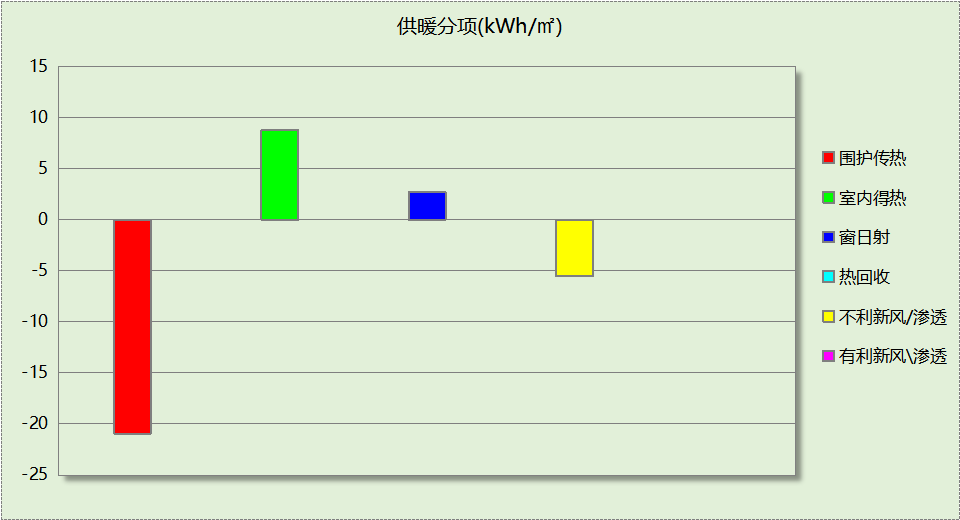 供暖分项(kWh/㎡)
15
10
5
0
-5
-10
-15
-20
-25
围护传热
室内得热
窗日射
热回收
不利新风/渗透
有利新风\渗透